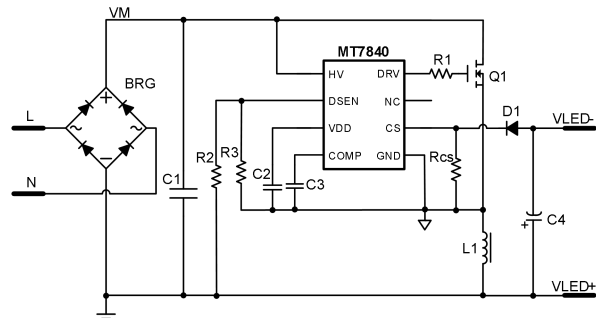 VM
MT7840
BRG
HV
DRV
R1
Q1
DSEN
NC
D1
VLED-
L
VDD
CS
R2
R3
COMP
GND
Rcs
N
C1
C2
C3
C4
L1
VLED+